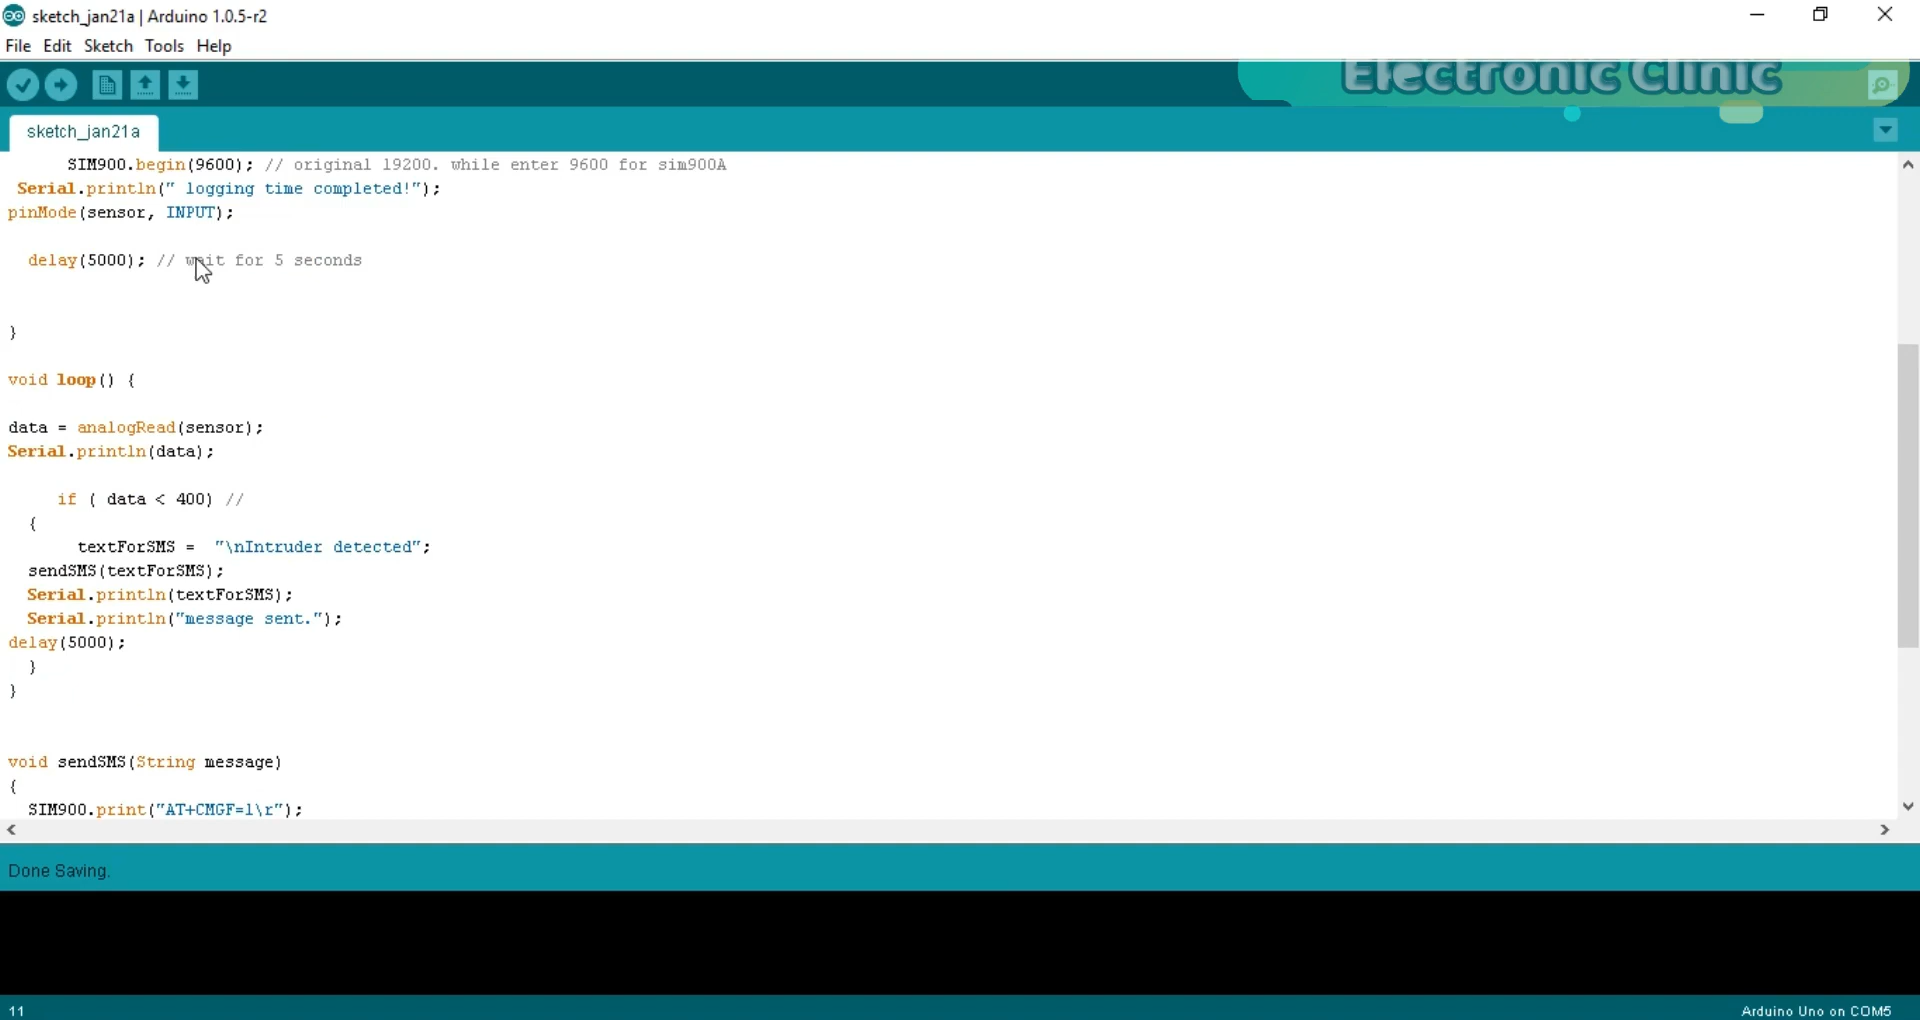 sketch_jan21a | Arduino 1.0.5-r2
File Edit Sketch Tools Help
Electronic Clinic
sketch_jan21a
SIM900.begin(9600); // original 19200. while enter 9600 for sim900A
Serial.println(" logging time completed!");
pinMode(sensor, INPUT);
delay(5000); // wait for 5 seconds
}
void loop() {
data = analogRead(sensor);
Serial.println(data);
if ( data < 400) //
{
textForSMS = "\nIntruder detected";
sendSMS(textForSMS);
Serial.println(textForSMS);
Serial.println("message sent.");
delay(5000);
}
}
void sendSMS(String message)
{
SIM900.print("AT+CMGF=1\r");
Done Saving.
11
Arduino Uno on COM5